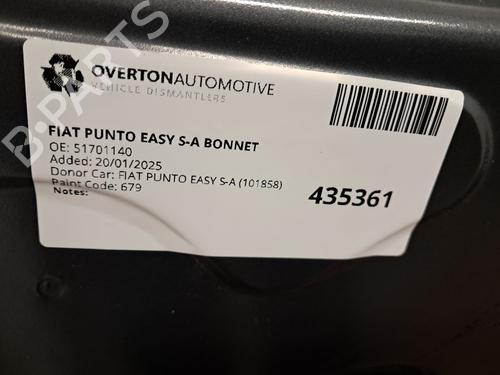 OVERTONAUTOMOTIVE
VEHICLE DISMANTLERS
FIAT PUNTO EASY S-A BONNET
OE: 51701140
Added: 20/01/2025
Donor Car: FIAT PUNTO EASY S-A (101858)
Paint Code: 679
Notes:
435361
B-PARTS